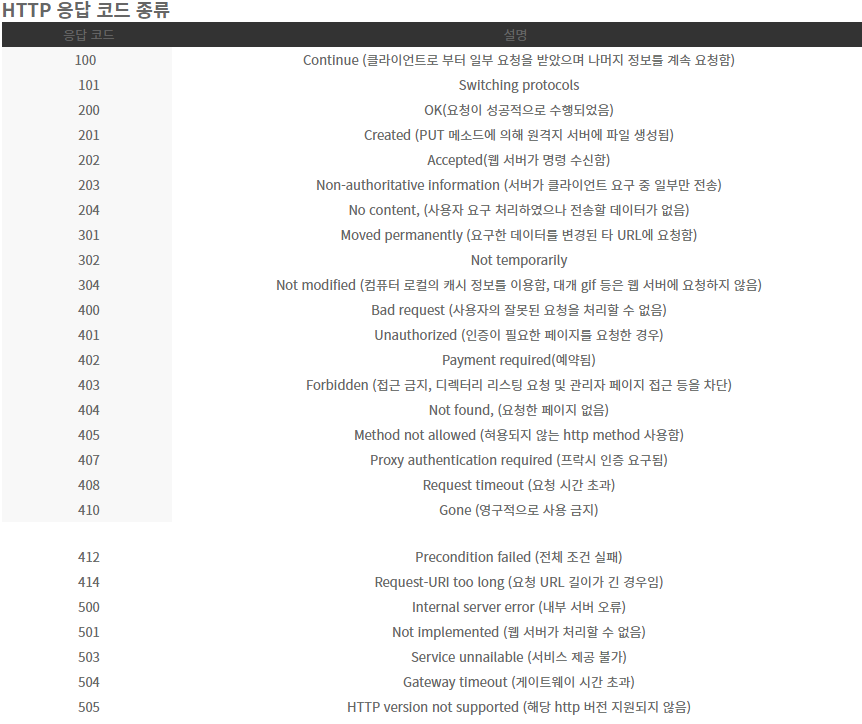 HTTP 응답 코드 종류
응답 코드 설명
100 Continue (클라이언트로 부터 일부 요청을 받았으며 나머지 정보를 계속 요청함)
101 Switching protocols
200 OK(요청이 성공적으로 수행되었음)
201 Created (PUT 메소드에 의해 원격지 서버에 파일 생성됨)
202 Accepted(웹 서버가 명령 수신함)
203 Non-authoritative information (서버가 클라이언트 요구 중 일부만 전송)
204 No content, (사용자 요구 처리하였으나 전송할 데이터가 없음)
301 Moved permanently (요구한 데이터를 변경된 타 URL에 요청함)
302 Not temporarily
304 Not modified (컴퓨터 로컬의 캐시 정보를 이용함, 대개 gif 등은 웹 서버에 요청하지 않음)
400 Bad request (사용자의 잘못된 요청을 처리할 수 없음)
401 Unauthorized (인증이 필요한 페이지를 요청한 경우)
402 Payment required(예약됨)
403 Forbidden (접근 금지, 디렉터리 리스팅 요청 및 관리자 페이지 접근 등을 차단)
404 Not found, (요청한 페이지 없음)
405 Method not allowed (혀용되지 않는 http method 사용함)
407 Proxy authentication required (프락시 인증 요구됨)
408 Request timeout (요청 시간 초과)
410 Gone (영구적으로 사용 금지)
412 Precondition failed (전체 조건 실패)
414 Request-URI too long (요청 URL 길이가 긴 경우임)
500 Internal server error (내부 서버 오류)
501 Not implemented (웹 서버가 처리할 수 없음)
503 Service unnailable (서비스 제공 불가)
504 Gateway timeout (게이트웨이 시간 초과)
505 HTTP version not supported (해당 http 버전 지원되지 않음)